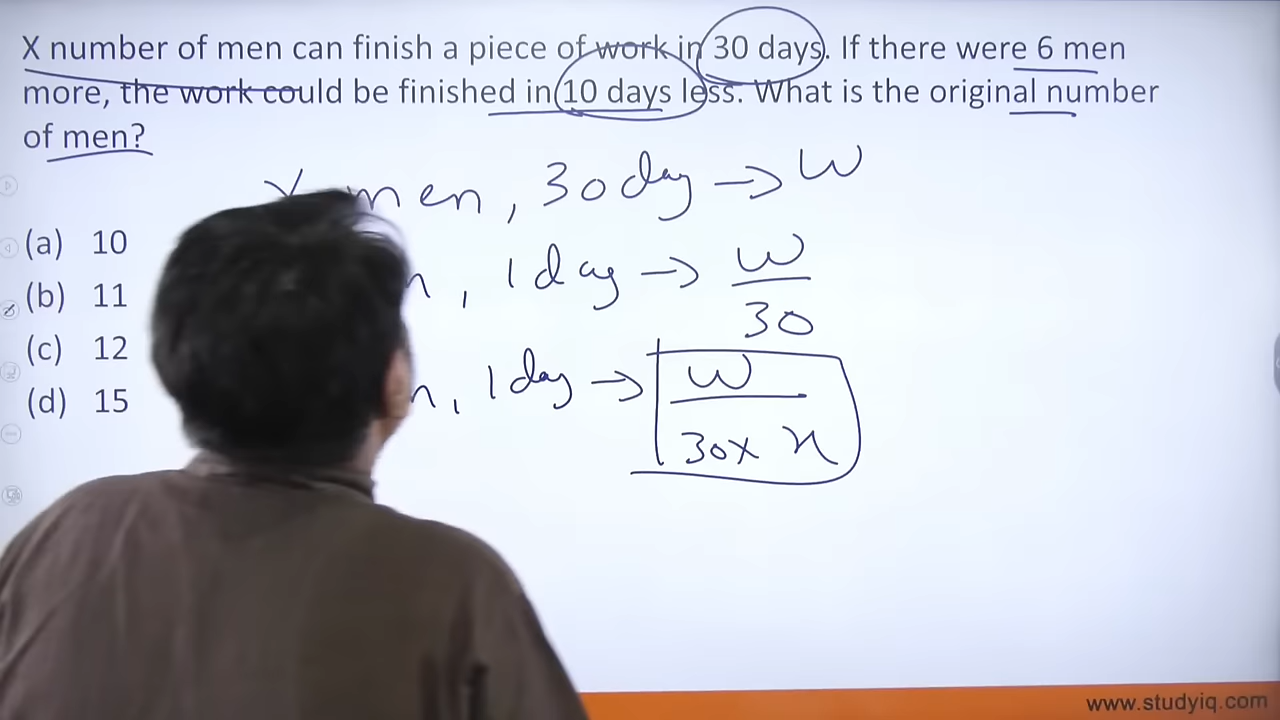 X number of men can finish a piece of work in 30 days. If there were 6 men
more, the work could be finished in 10 days less. What is the original number
of men?
X men, 30 day → W
, 1 day → W/30
, 1 day → W/30 × x
(a) 10
(b) 11
(c) 12
(d) 15
www.studyiq.com